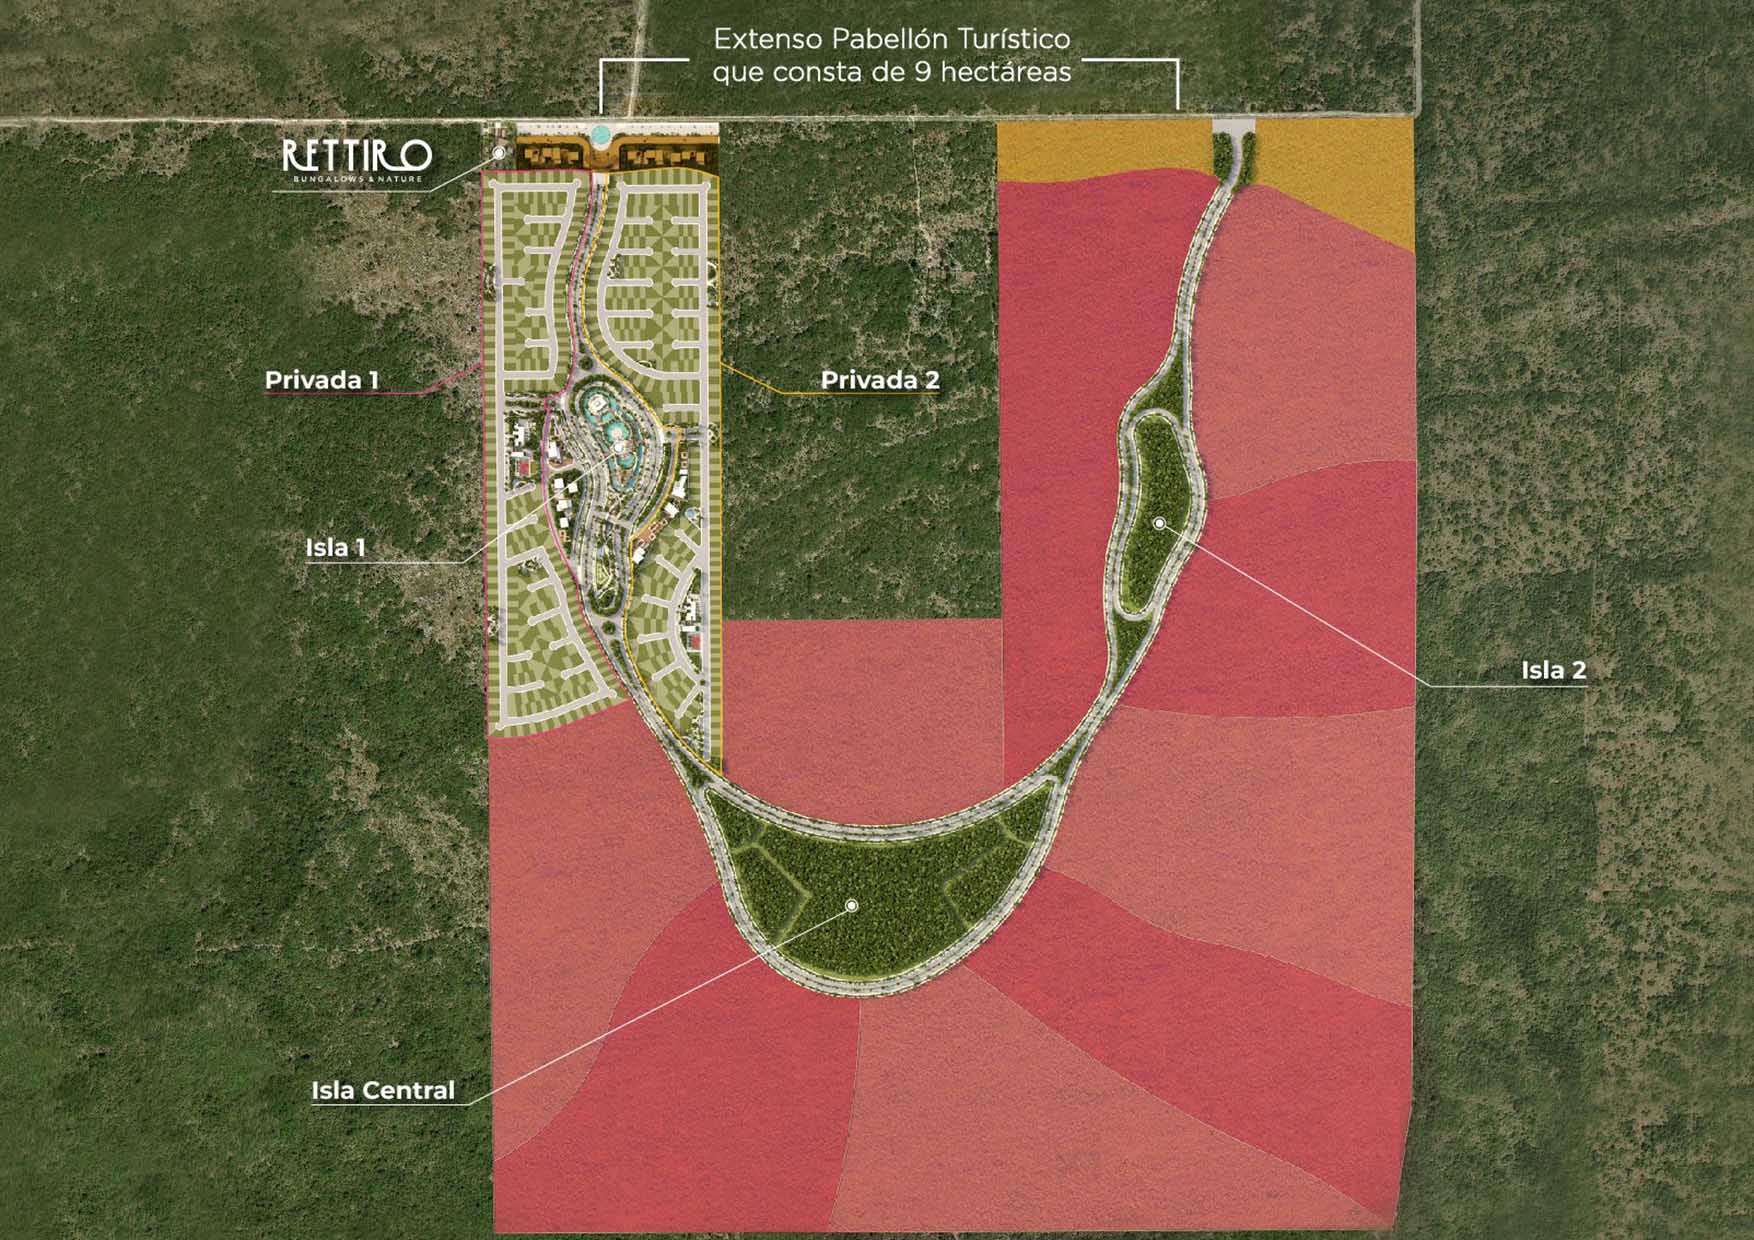 Extenso Pabellón Turístico
que consta de 9 hectáreas
RETTIRO
BUNGALOWS & NATURE
Privada 1
Privada 2
Isla 1
Isla 2
Isla Central